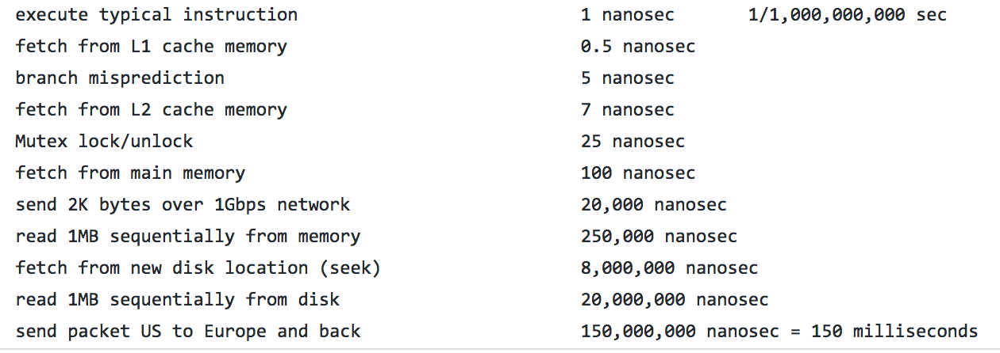 execute typical instruction 1 nanosec 1/1,000,000,000 sec
fetch from L1 cache memory 0.5 nanosec
branch misprediction 5 nanosec
fetch from L2 cache memory 7 nanosec
Mutex lock/unlock 25 nanosec
fetch from main memory 100 nanosec
send 2K bytes over 1Gbps network 20,000 nanosec
read 1MB sequentially from memory 250,000 nanosec
fetch from new disk location (seek) 8,000,000 nanosec
read 1MB sequentially from disk 20,000,000 nanosec
send packet US to Europe and back 150,000,000 nanosec = 150 milliseconds